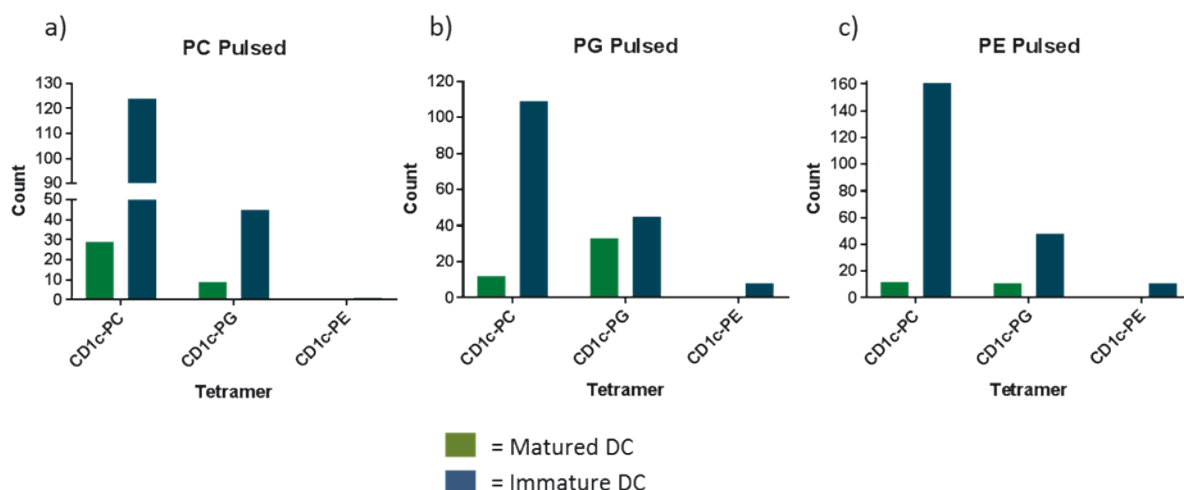 a)
PC Pulsed
130
120
110
100
90
50
40
30
20
10
0
Count
CD1c-PC
CD1c-PG
CD1c-PE
Tetramer
b)
PG Pulsed
120
100
80
60
40
20
0
Count
CD1c-PC
CD1c-PG
CD1c-PE
Tetramer
c)
PE Pulsed
160
140
120
100
80
60
40
20
0
Count
CD1c-PC
CD1c-PG
CD1c-PE
Tetramer
= Matured DC
= Immature DC